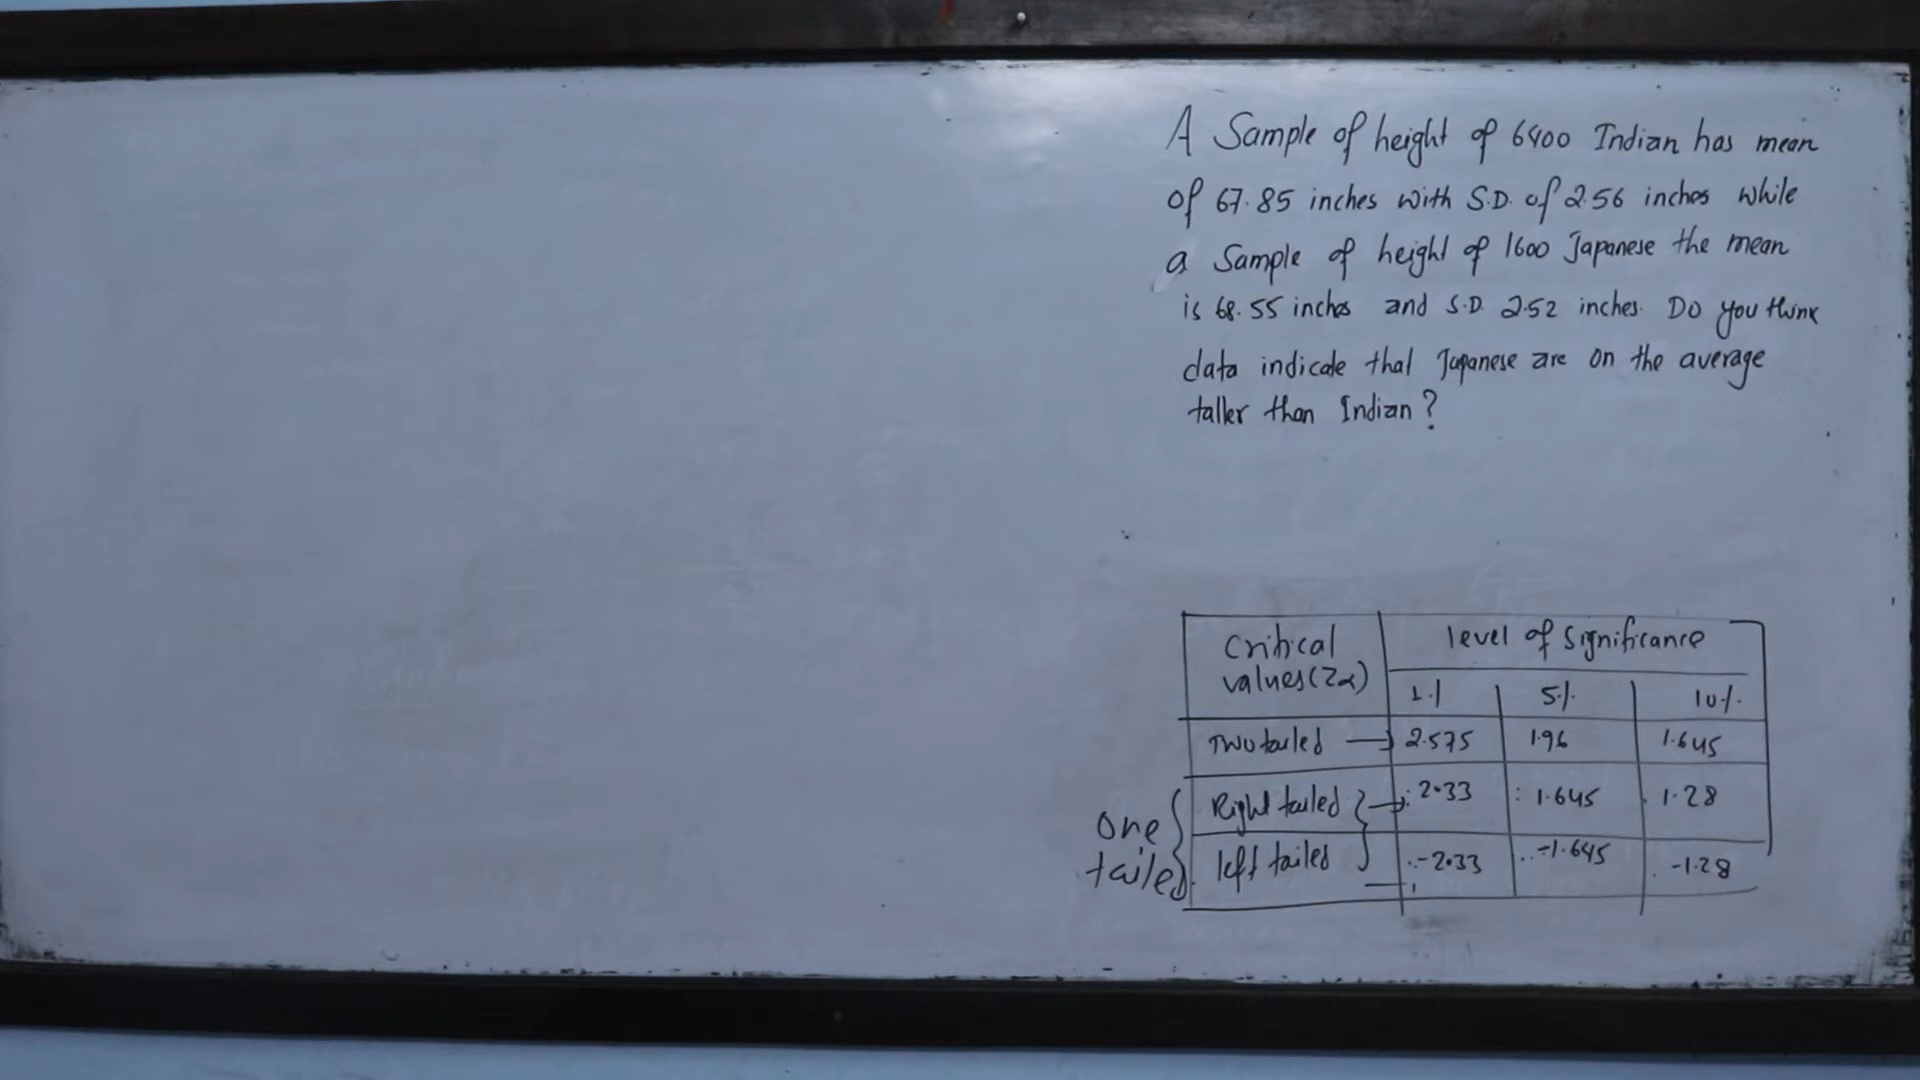 A Sample of height of 6400 Indian has mean
of 67.85 inches with S.D. of 2.56 inches while
a Sample of height of 1600 Japanese the mean
is 68.55 inches and S.D. 2.52 inches. Do you think
data indicate that Japanese are on the average
taller than Indian?
Critical values (Zα) level of significance
1% 5% 10%
Two tailed → 2.575 1.96 1.645
one tailed
Right tailed → 2.33 1.645 1.28
left tailed -2.33 -1.645 -1.28